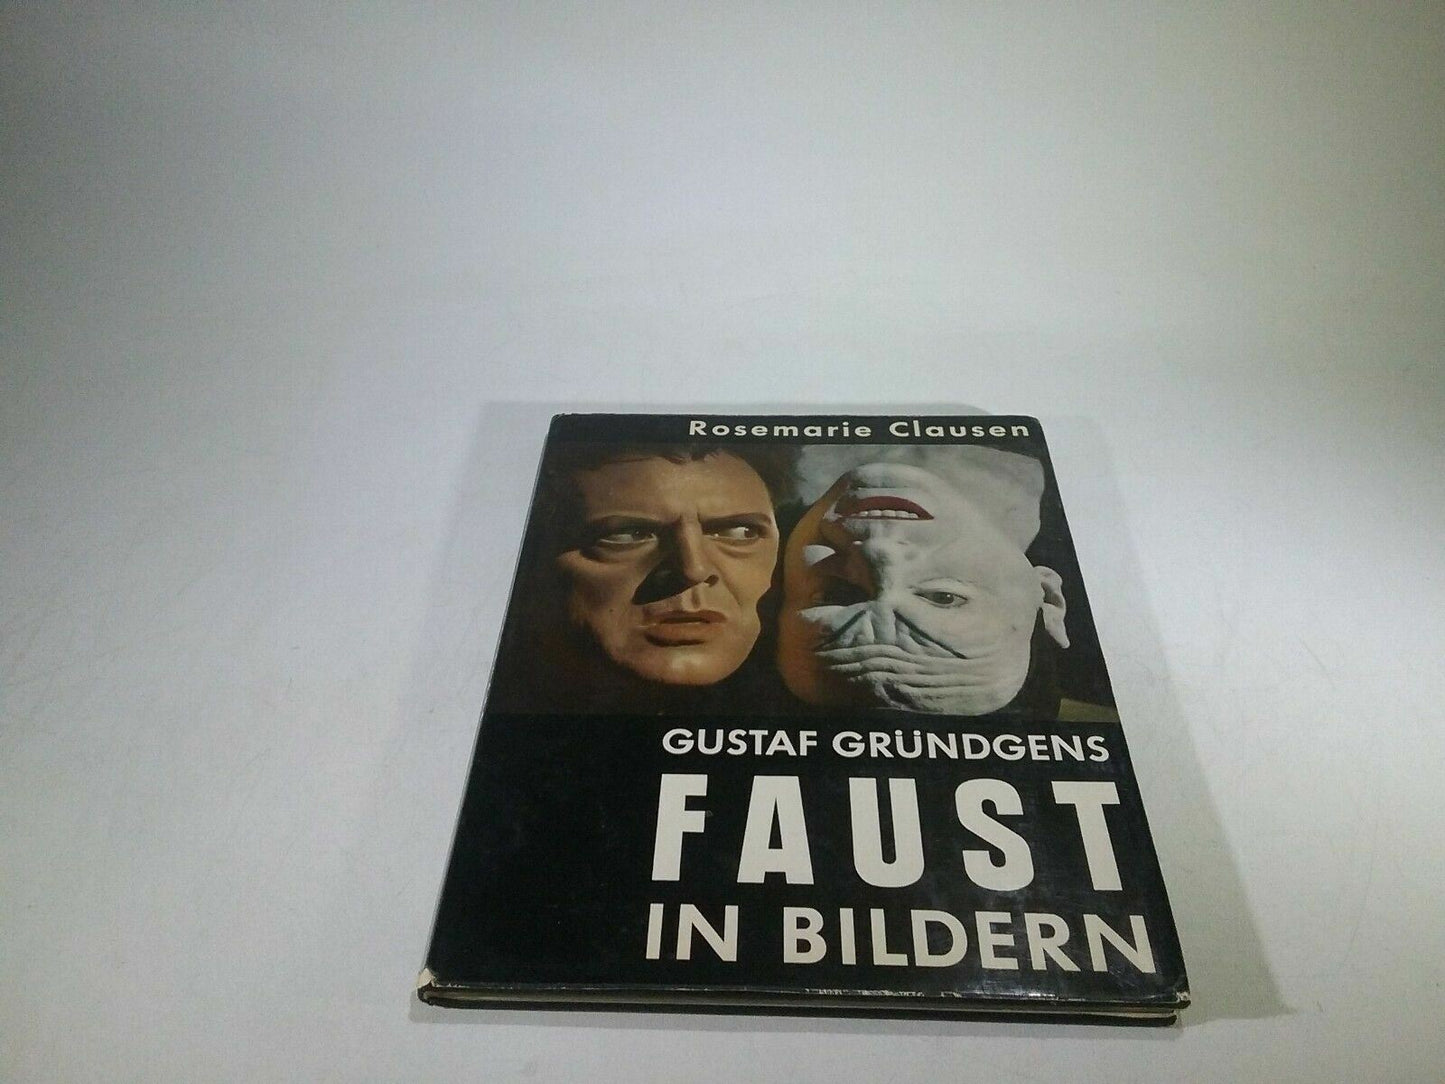 Rosemarie Clausen
GUSTAF GRÜNDGENS
FAUST
IN BILDERN